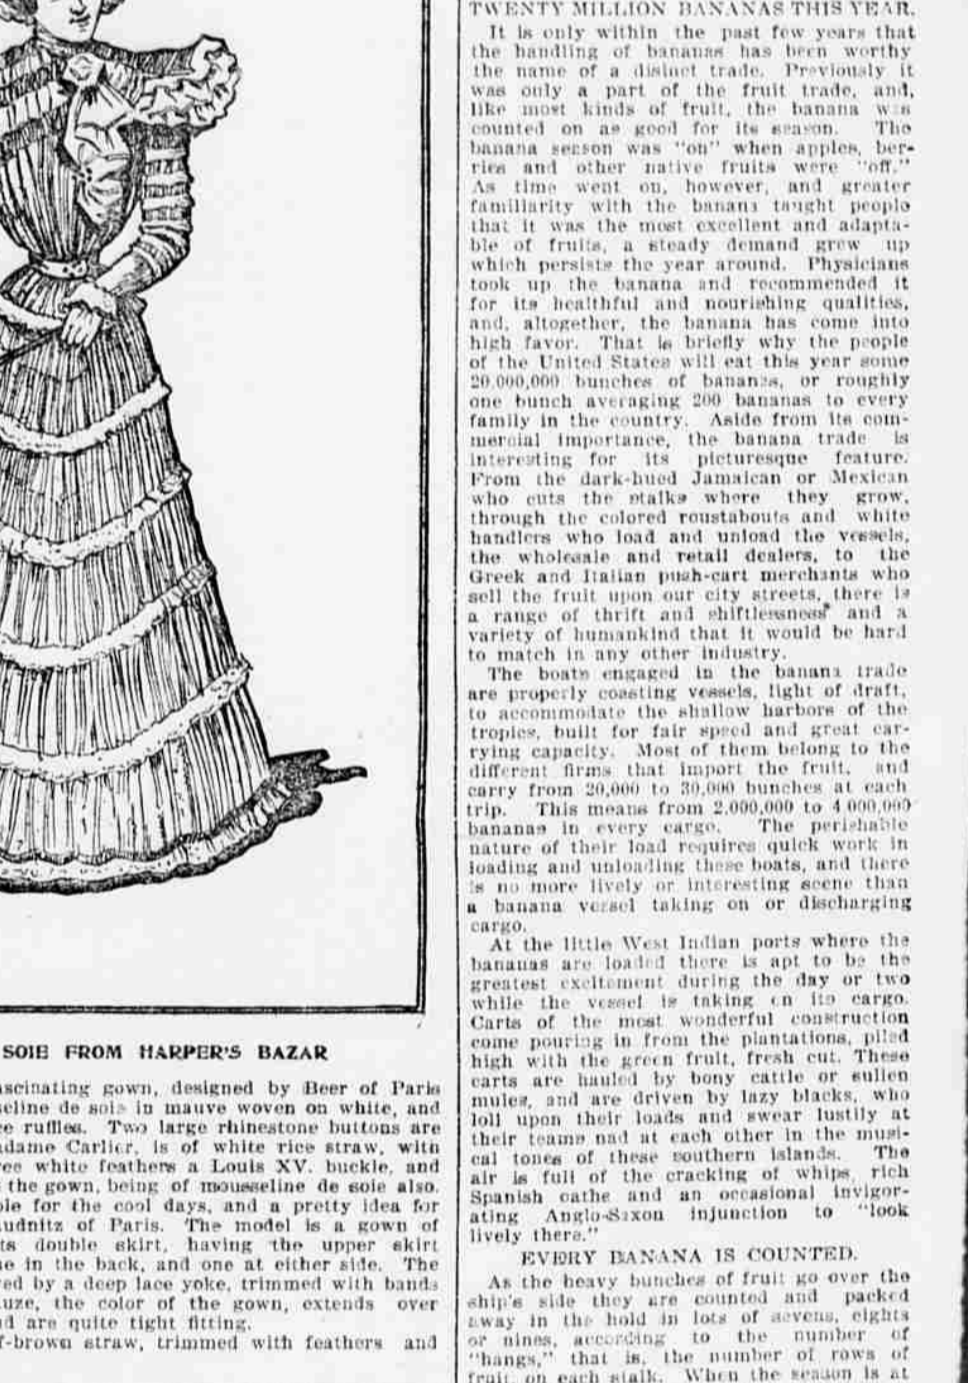 SOIE FROM HARPER'S BAZAR
ascinating gown, designed by Beer of Paris
seline de soie in mauve woven on white, and
ce ruffles. Two large rhinestone buttons are
adame Carlier, is of white rice straw, with
ree white feathers a Louis XV. buckle, and
the gown, being of mousseline de soie also.
ble for the cool days, and a pretty idea for
udnitz of Paris. The model is a gown of
ts double skirt, having the upper skirt
e in the back, and one at either side. The
ed by a deep lace yoke, trimmed with bands
uze, the color of the gown, extends over
d are quite tight fitting.
f-brown straw, trimmed with feathers and
TWENTY MILLION BANANAS THIS YEAR.
It is only within the past few years that
the handling of bananas has been worthy
the name of a disinct trade. Previously it
was only a part of the fruit trade, and,
like most kinds of fruit, the banana was
counted on as good for its season. The
banana season was "on" when apples, ber-
ries and other native fruits were "off."
As time went on, however, and greater
familiarity with the banana taught people
that it was the most excellent and adapta-
ble of fruits, a steady demand grew up
which persists the year around. Physicians
took up the banana and recommended it
for its healthful and nourishing qualities,
and, altogether, the banana has come into
high favor. That is briefly why the people
of the United States will eat this year some
20,000,000 bunches of bananas, or roughly
one bunch averaging 200 bananas to every
family in the country. Aside from its com-
mercial importance, the banana trade is
interesting for its picturesque feature.
From the dark-hued Jamaican or Mexican
who cuts the stalks where they grow,
through the colored roustabouts and white
handlers who load and unload the vessels,
the wholesale and retail dealers, to the
Greek and Italian push-cart merchants who
sell the fruit upon our city streets, there is
a range of thrift and shiftlessness and a
variety of humankind that it would be hard
to match in any other industry.
The boats engaged in the banana trade
are properly coasting vessels, light of draft,
to accommodate the shallow harbors of the
tropics, built for fair speed and great car-
rying capacity. Most of them belong to the
different firms that import the fruit, and
carry from 20,000 to 30,000 bunches at each
trip. This means from 2,000,000 to 4,000,000
bananas in every cargo. The perishable
nature of their load requires quick work in
loading and unloading these boats, and there
is no more lively or interesting scene than
a banana vessel taking on or discharging
cargo.
At the little West Indian ports where the
bananas are loaded there is apt to be the
greatest excitement during the day or two
while the vessel is taking on its cargo.
Carts of the most wonderful construction
come pouring in from the plantations, piled
high with the green fruit, fresh cut. These
carts are hauled by bony cattle or sullen
mules, and are driven by lazy blacks, who
loll upon their loads and swear lustily at
their teams nad at each other in the musi-
cal tones of these southern islands. The
air is full of the cracking of whips, rich
Spanish oaths and an occasional invigor-
ating Anglo-Saxon injunction to "look
lively there."
EVERY BANANA IS COUNTED.
As the heavy bunches of fruit go over the
ship's side they are counted and packed
away in the hold in lots of sevens, eights
or nines, according to the number of
"hangs," that is, the number of rows of
fruit on each stalk. When the season is at